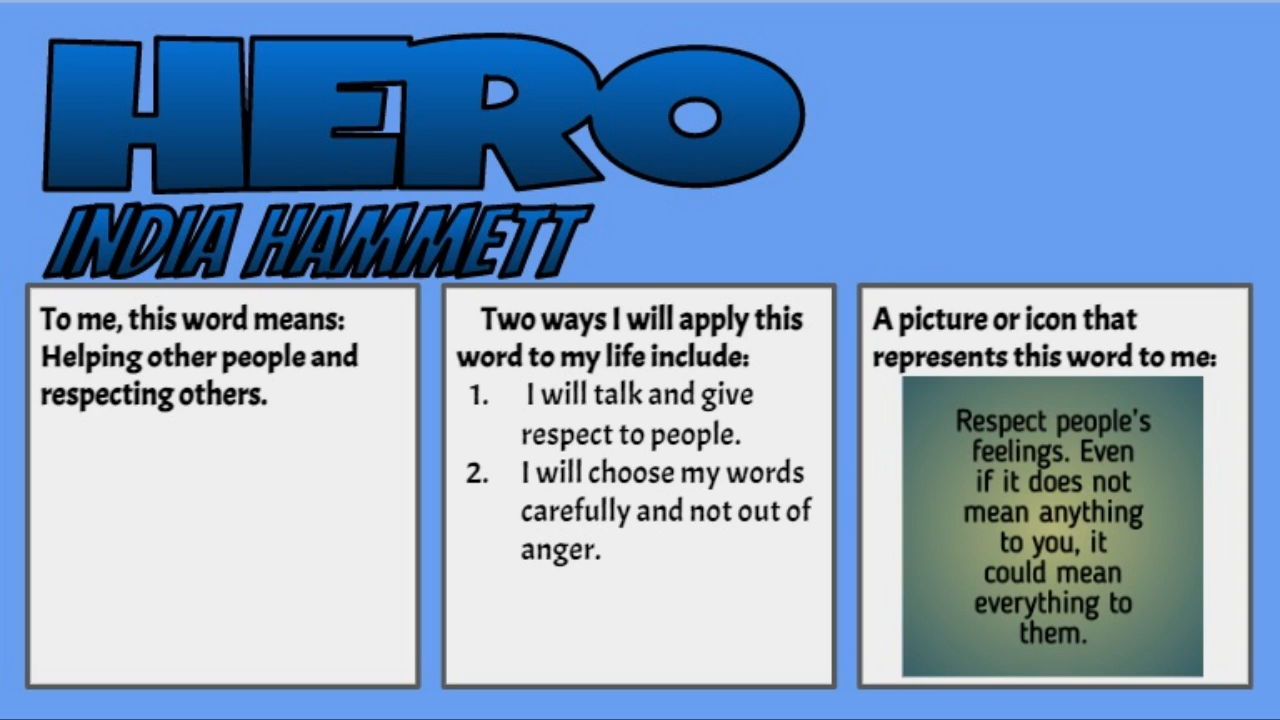 HERO
INDIA HAMMETT
To me, this word means:
Helping other people and
respecting others.
Two ways I will apply this
word to my life include:
1. I will talk and give
respect to people.
2. I will choose my words
carefully and not out of
anger.
A picture or icon that
represents this word to me:
Respect people's
feelings. Even
if it does not
mean anything
to you, it
could mean
everything to
them.